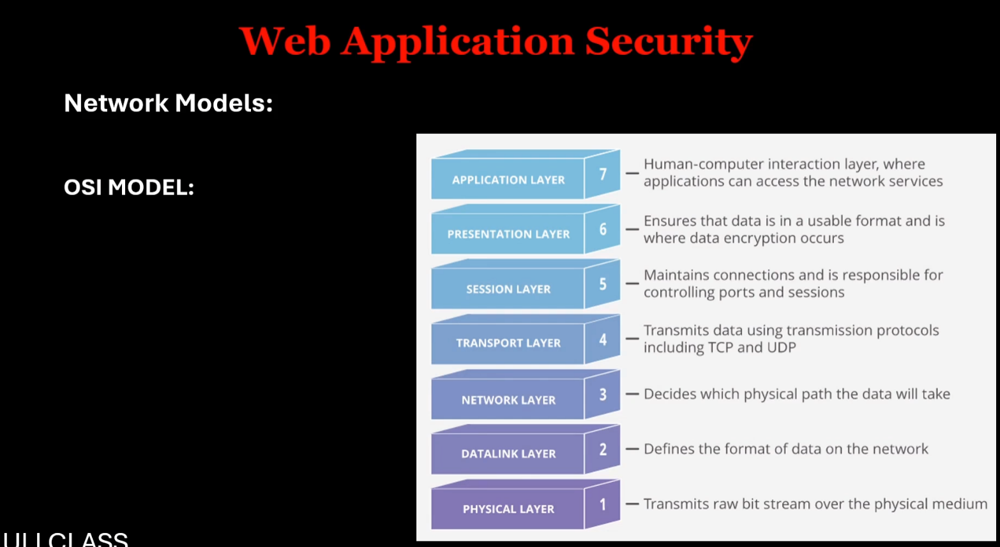 Web Application Security
Network Models:
OSI MODEL:
APPLICATION LAYER 7
Human-computer interaction layer, where
applications can access the network services
PRESENTATION LAYER 6
Ensures that data is in a usable format and is
where data encryption occurs
SESSION LAYER 5
Maintains connections and is responsible for
controlling ports and sessions
TRANSPORT LAYER 4
Transmits data using transmission protocols
including TCP and UDP
NETWORK LAYER 3
Decides which physical path the data will take
DATALINK LAYER 2
Defines the format of data on the network
PHYSICAL LAYER 1
Transmits raw bit stream over the physical medium